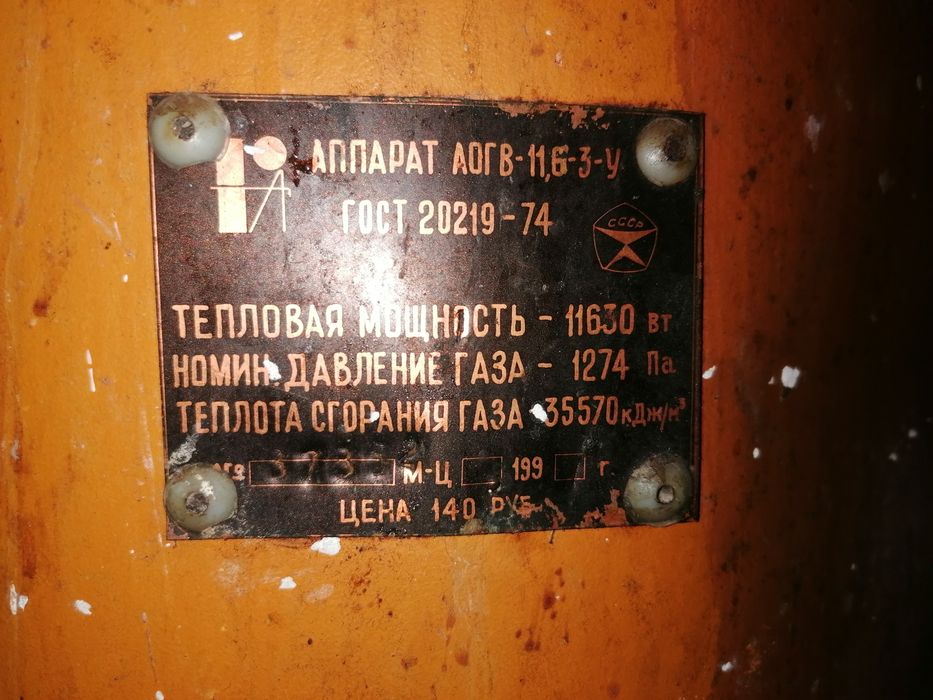 АППАРАТ АОГВ-11,6-3-У
ГОСТ 20219-74
СССР
ТЕПЛОВАЯ МОЩНОСТЬ - 11630 вт
НОМИН. ДАВЛЕНИЕ ГАЗА - 1274 Па
ТЕПЛОТА СГОРАНИЯ ГАЗА 35570 кДж/м³
№ М-Ц 199 г.
ЦЕНА 140 РУБ